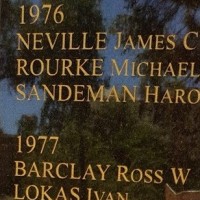 1976
NEVILLE JAMES C
ROURKE MICHAEL
SANDEMAN HARO
1977
BARCLAY ROSS W
LOKAS IVAN